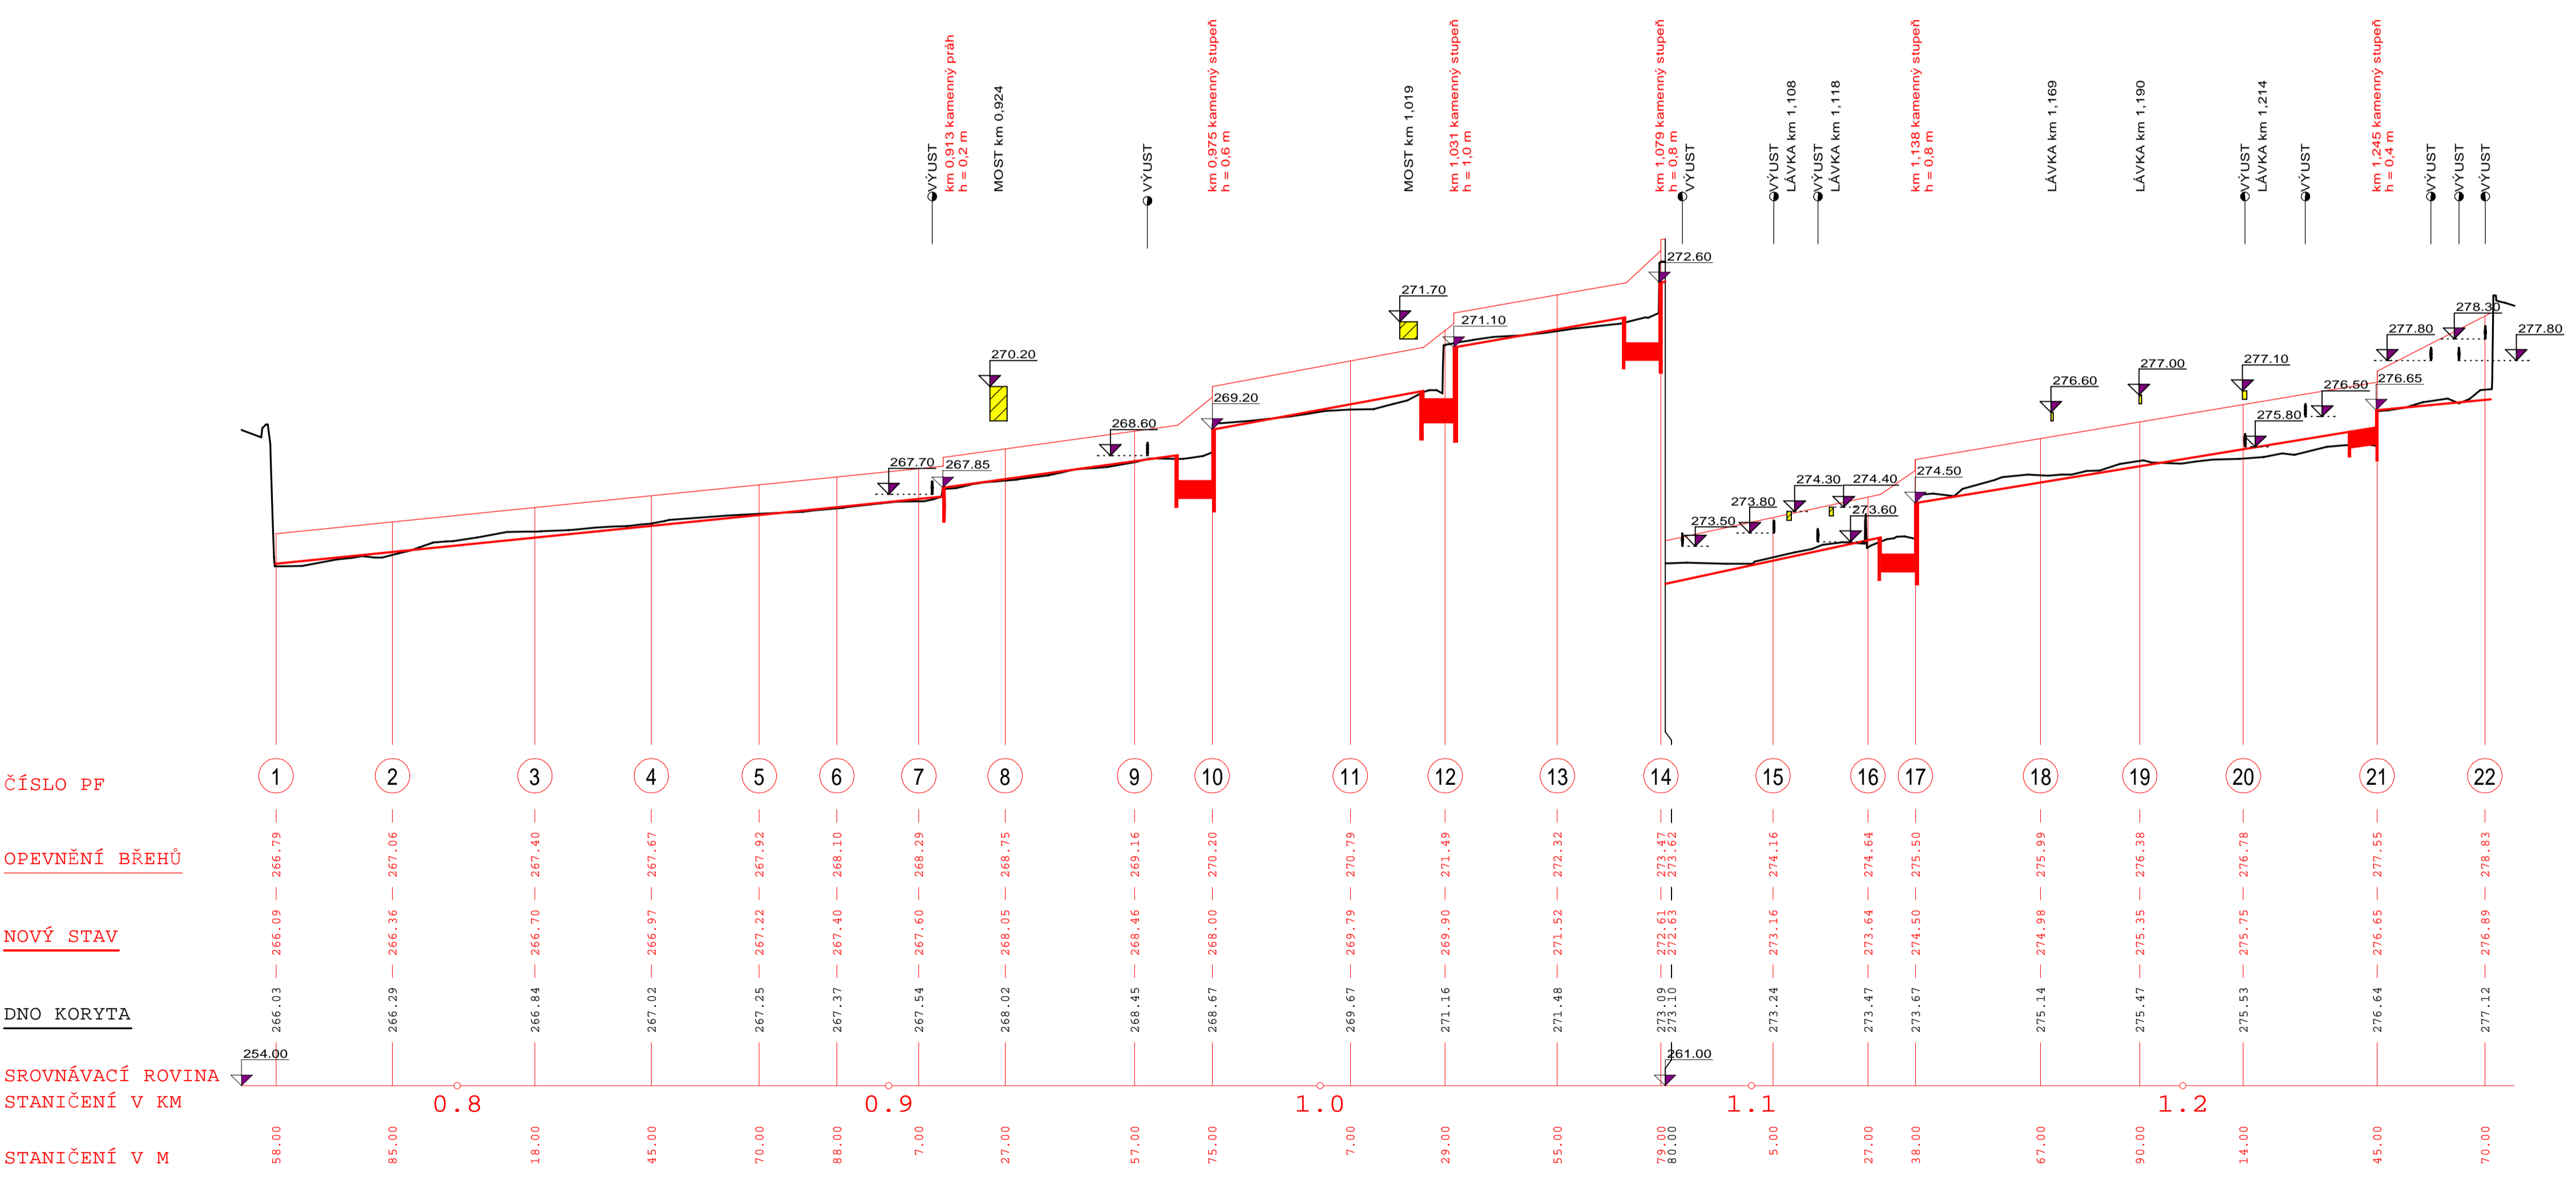 VÝUST
km 0,913 kamenný práh
h = 0,2 m
MOST km 0,924
VÝUST
km 0,975 kamenný stupeň
h = 0,6 m
MOST km 1,019
km 1,031 kamenný stupeň
h = 1,0 m
km 1,079 kamenný stupeň
h = 0,8 m
VÝUST
VÝUST
LÁVKA km 1,108
VÝUST
LÁVKA km 1,118
km 1,138 kamenný stupeň
h = 0,8 m
LÁVKA km 1,169
LÁVKA km 1,190
VÝUST
LÁVKA km 1,214
VÝUST
km 1,245 kamenný stupeň
h = 0,4 m
VÝUST
VÝUST
VÝUST
267.70
267.85
270.20
268.60
269.20
271.70
271.10
272.60
273.50
273.80
274.30
274.40
273.60
274.50
276.60
277.00
277.10
275.80
276.50
276.65
277.80
278.30
277.80
ČÍSLO PF 1 2 3 4 5 6 7 8 9 10 11 12 13 14 15 16 17 18 19 20 21 22
OPEVNĚNÍ BŘEHŮ 266.79 267.06 267.40 267.67 267.92 268.10 268.29 268.75 269.16 270.20 270.79 271.49 272.32 273.47 273.62 274.16 274.64 275.50 275.99 276.38 276.78 277.55 278.83
NOVÝ STAV 266.09 266.36 266.70 266.97 267.22 267.40 267.60 268.05 268.46 268.00 269.79 269.90 271.52 272.61 272.63 273.16 273.64 274.50 274.98 275.35 275.75 276.65 276.89
DNO KORYTA 266.03 266.29 266.84 267.02 267.25 267.37 267.54 268.02 268.45 268.67 269.67 271.16 271.48 273.09 273.10 273.24 273.47 273.67 275.14 275.47 275.53 276.64 277.12
SROVNÁVACÍ ROVINA 254.00 261.00
STANIČENÍ V KM 0.8 0.9 1.0 1.1 1.2
STANIČENÍ V M 58.00 85.00 18.00 45.00 70.00 88.00 7.00 27.00 57.00 75.00 7.00 29.00 55.00 79.00 80.00 5.00 27.00 38.00 67.00 90.00 14.00 45.00 70.00